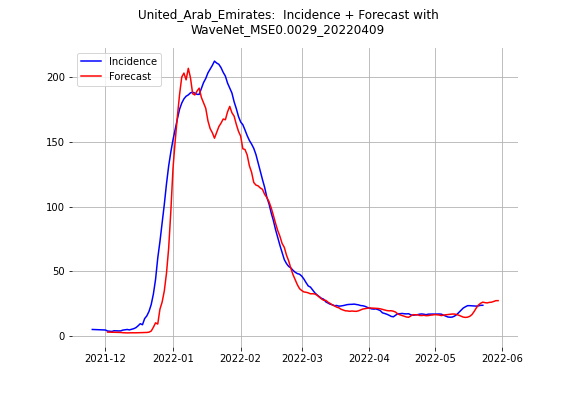 United_Arab_Emirates:  Incidence + Forecast with
WaveNet_MSE0.0029_20220409
Incidence
Forecast
200
150
100
50
0
2021-12 2022-01 2022-02 2022-03 2022-04 2022-05 2022-06